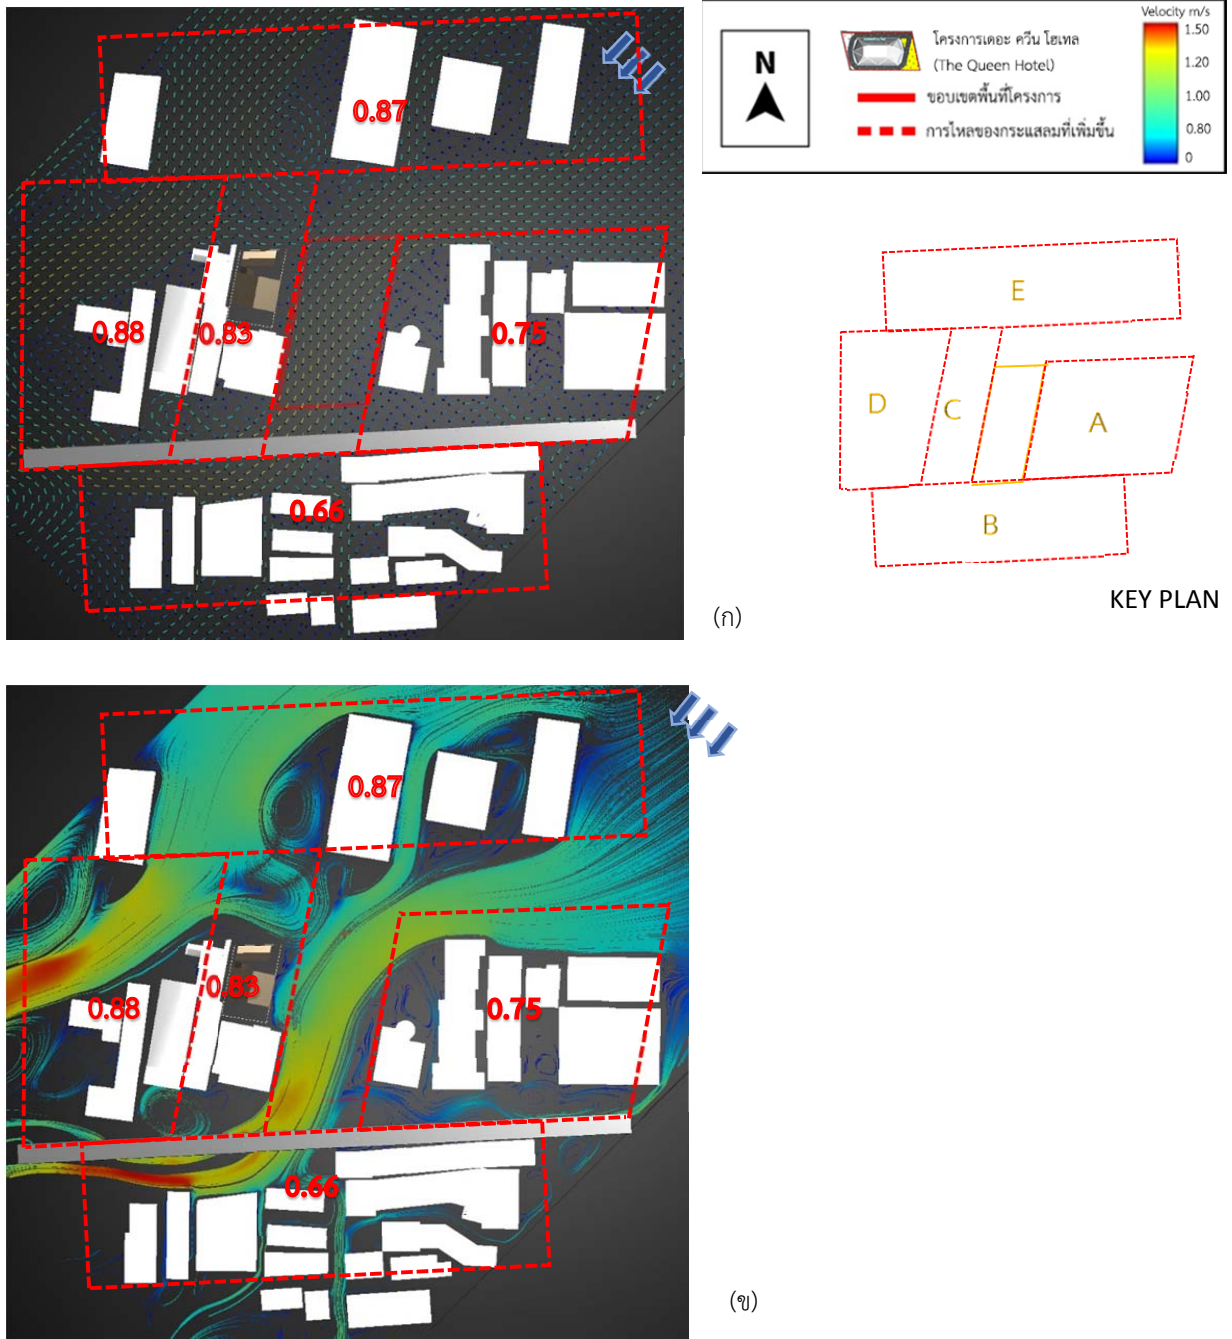 0.87
0.88
0.83
0.75
0.66
N
โครงการเดอะ ควีน โฮเทล
(The Queen Hotel)
ขอบเขตพื้นที่โครงการ
การไหลของกระแสลมที่เพิ่มขึ้น
Velocity m/s
1.50
1.20
1.00
0.80
0
E
D
C
A
B
KEY PLAN
(ก)
0.87
0.88
0.83
0.75
0.66
(ข)